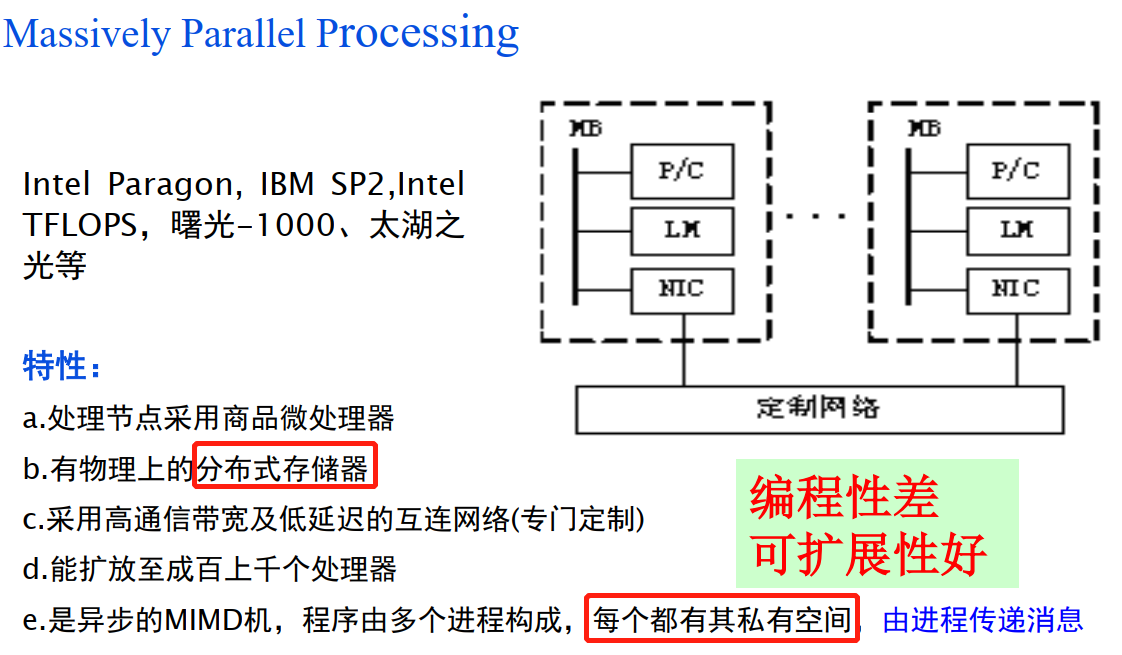 Massively Parallel Processing
Intel Paragon, IBM SP2,Intel
TFLOPS，曙光-1000、太湖之
光等
MB
P/C
LM
NIC
· · ·
MB
P/C
LM
NIC
定制网络
特性：
a.处理节点采用商品微处理器
b.有物理上的分布式存储器
c.采用高通信带宽及低延迟的互连网络(专门定制)
d.能扩放至成百上千个处理器
e.是异步的MIMD机，程序由多个进程构成，每个都有其私有空间，由进程传递消息
编程性差
可扩展性好